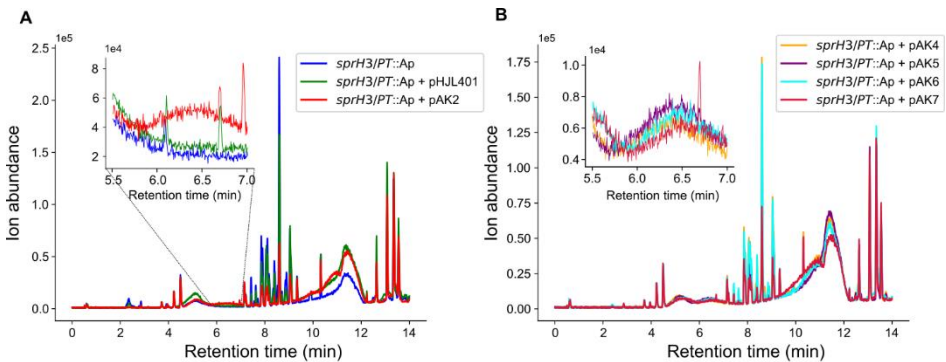 A
B
1e5
2.5
2.0
1.5
1.0
0.5
0.0
Ion abundance
0 2 4 6 8 10 12 14
Retention time (min)
1e4
8
6
4
2
5.5 6.0 6.5 7.0
Retention time (min)
sprH3/PT::Ap
sprH3/PT::Ap + pHJL401
sprH3/PT::Ap + pAK2
1e5
1.75
1.50
1.25
1.00
0.75
0.50
0.25
0.00
Ion abundance
0 2 4 6 8 10 12 14
Retention time (min)
1e4
1.0
0.8
0.6
0.4
5.5 6.0 6.5 7.0
Retention time (min)
sprH3/PT::Ap + pAK4
sprH3/PT::Ap + pAK5
sprH3/PT::Ap + pAK6
sprH3/PT::Ap + pAK7